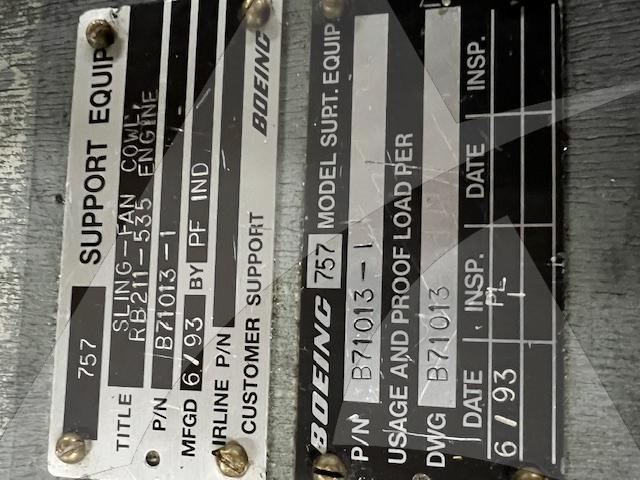 757 SUPPORT EQUIP
TITLE SLING-FAN COWL,
RB211-535 ENGINE
P/N B71013-1
MFGD 6/93 BY PF IND
IRLINE P/N
CUSTOMER SUPPORT BOEING
BOEING 757 MODEL SUPT. EQUIP
P/N B71013-1
USAGE AND PROOF LOAD PER
DWG B71013
DATE INSP. DATE INSP.
6/93